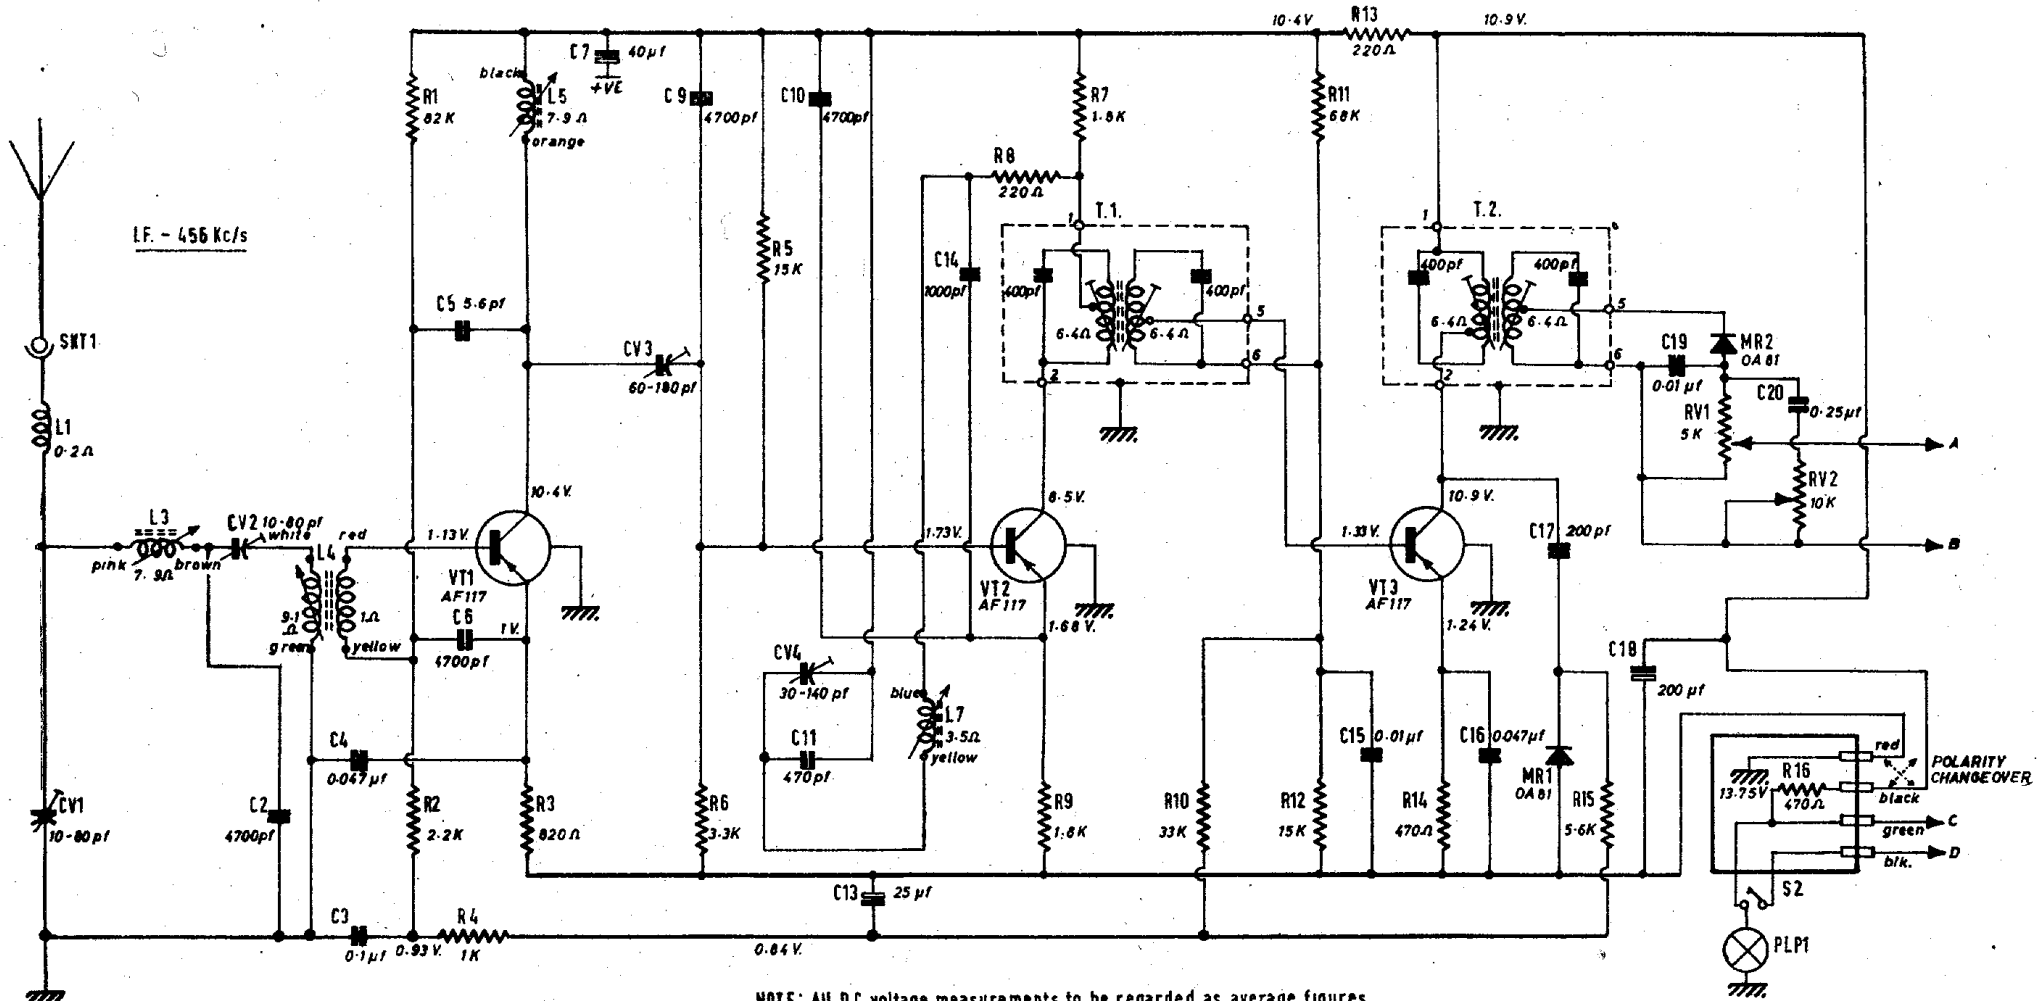 10.4V
R13
220Ω
10.9V.
C7
40µf
+VE
black
L5
7.9Ω
orange
R1
82K
C9
4700pf
C10
4700pf
R7
1.8K
R11
68K
R8
220Ω
I.F. - 456 Kc/s
R5
15K
T.1.
1
T.2.
1
C14
1000pf
400pf
400pf
6.4Ω
5
6
2
400pf
400pf
6.4Ω
6.4Ω
5
6
2
C5 5.6pf
SKT1
CV3
60-180pf
C19
0.01µf
MR2
OA81
C20
0.25µf
RV1
5K
A
L1
0.2Ω
RV2
10K
B
10.4V.
8.5V.
10.9V.
L3
pink
7.9Ω
brown
CV2 10-80pf
white
L4
red
1.13V.
VT1
AF117
9.1
Ω
1Ω
green
yellow
C6
4700pf
1V.
1.73V.
VT2
AF117
1.68V.
1.33V.
VT3
AF117
1.24V.
C17
200pf
CV4
30-140pf
C11
470pf
blue
L7
3.5Ω
yellow
C18
200µf
C4
0.047µf
CV1
10-80pf
C2
4700pf
R2
2.2K
R3
820Ω
R6
3.3K
R9
1.8K
R10
33K
R12
15K
C15 0.01µf
C16 0.047µf
R14
470Ω
MR1
OA81
R15
5.6K
red
POLARITY
CHANGEOVER
13.75V
R16
470Ω
black
green
C
blk.
D
S2
PLP1
C13 25µf
C3
0.1µf
0.93V.
R4
1K
0.84V.
NOTE: All D.C. voltage measurements to be regarded as average figures